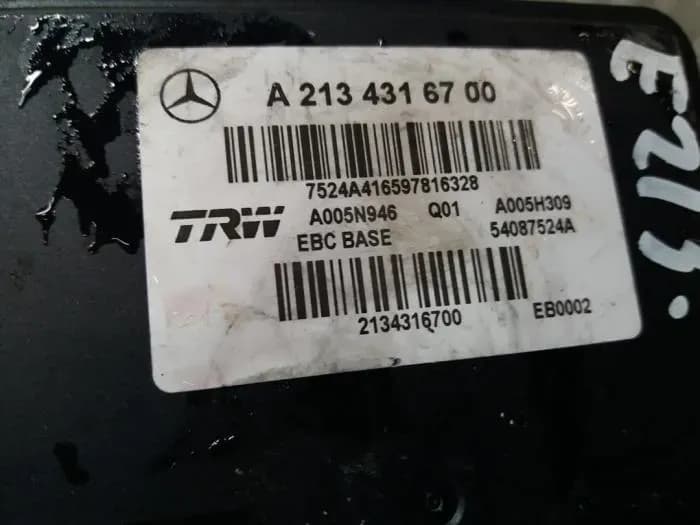 A 213 431 67 00
7524A416597816328
TRW A005N946 Q01 A005H309
EBC BASE 54087524A
2134316700
EB0002
E213.